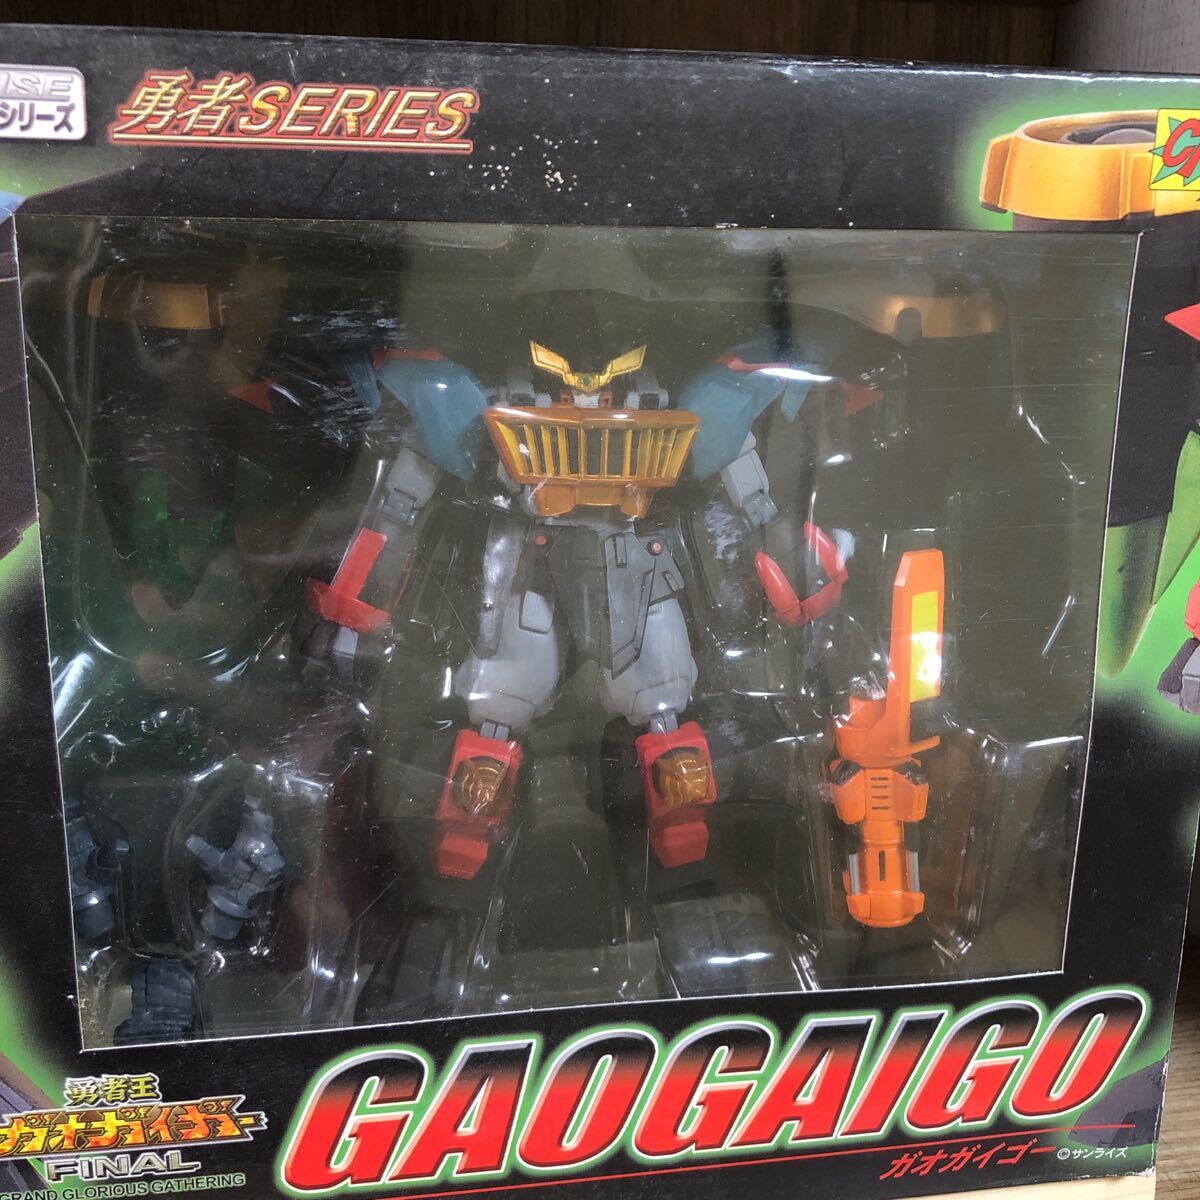 ISE
シリーズ
勇者SERIES
勇者王
ガオガイガー
FINAL
GRAND GLORIOUS GATHERING
GAOGAIGO
ガオガイゴー
©サンライズ